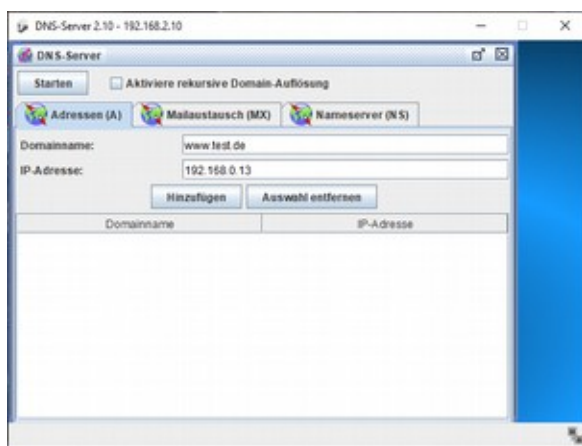 DNS-Server 2.10 - 192.168.2.10
DNS-Server
Starten Aktiviere rekursive Domain-Auflösung
Adressen (A) Mailaustausch (MX) Nameserver (NS)
Domainname: www.test.de
IP-Adresse: 192.168.0.13
Hinzufügen Auswahl entfernen
Domainname IP-Adresse